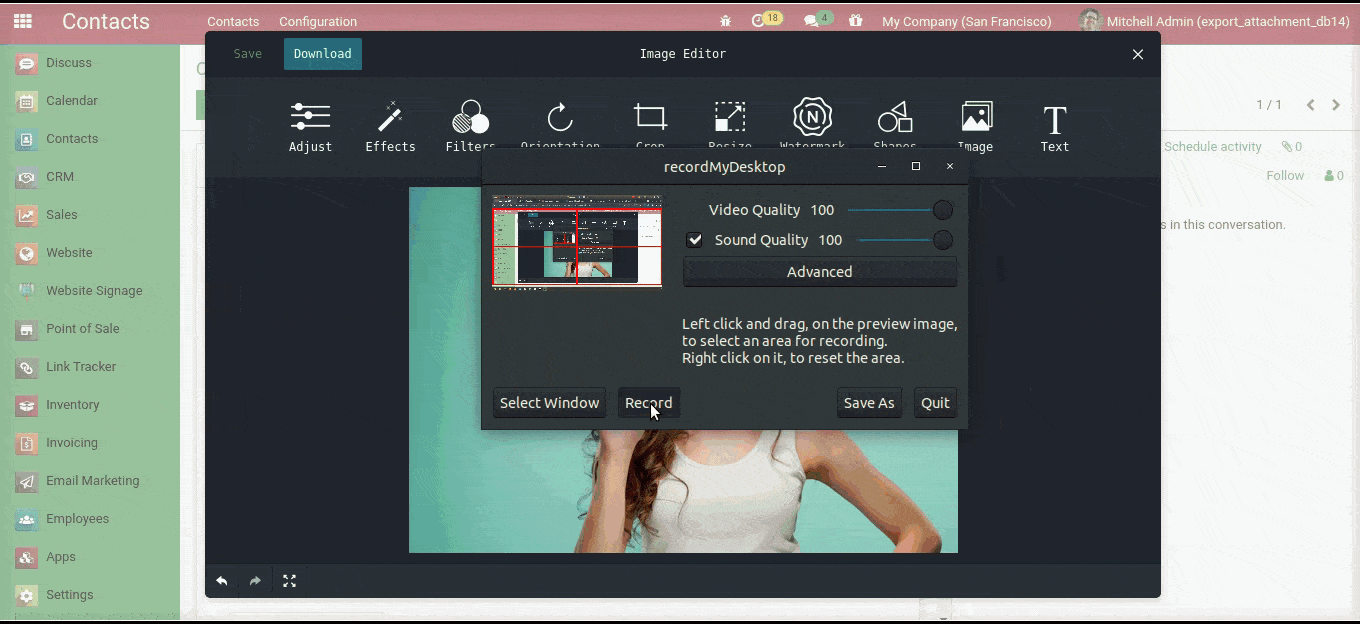 Contacts
Contacts
Configuration
18
4
My Company (San Francisco)
Mitchell Admin (export_attachment_db14)
Discuss
Calendar
Contacts
CRM
Sales
Website
Website Signage
Point of Sale
Link Tracker
Inventory
Invoicing
Email Marketing
Employees
Apps
Settings
Save
Download
Image Editor
1 / 1
Adjust
Effects
Filters
Orientation
Crop
Resize
N
Watermark
Shapes
Image
T
Text
Schedule activity
0
Follow
0
s in this conversation.
recordMyDesktop
Video Quality 100
Sound Quality 100
Advanced
Left click and drag, on the preview image,
to select an area for recording.
Right click on it, to reset the area.
Select Window
Record
Save As
Quit